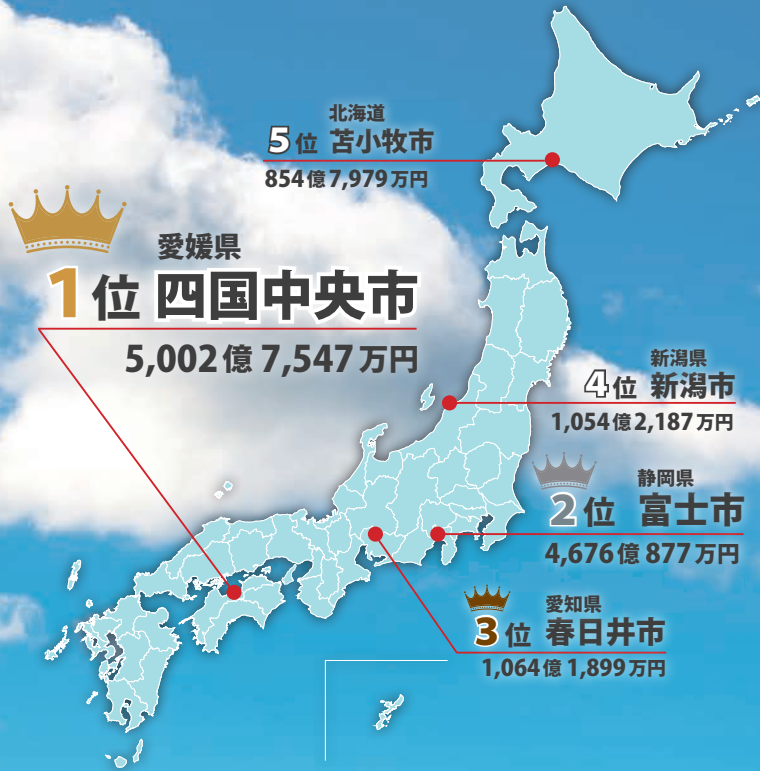 北海道
5位 苫小牧市
854億7,979万円
愛媛県
1位 四国中央市
5,002億7,547万円
新潟県
4位 新潟市
1,054億2,187万円
静岡県
2位 富士市
4,676億877万円
愛知県
3位 春日井市
1,064億1,899万円